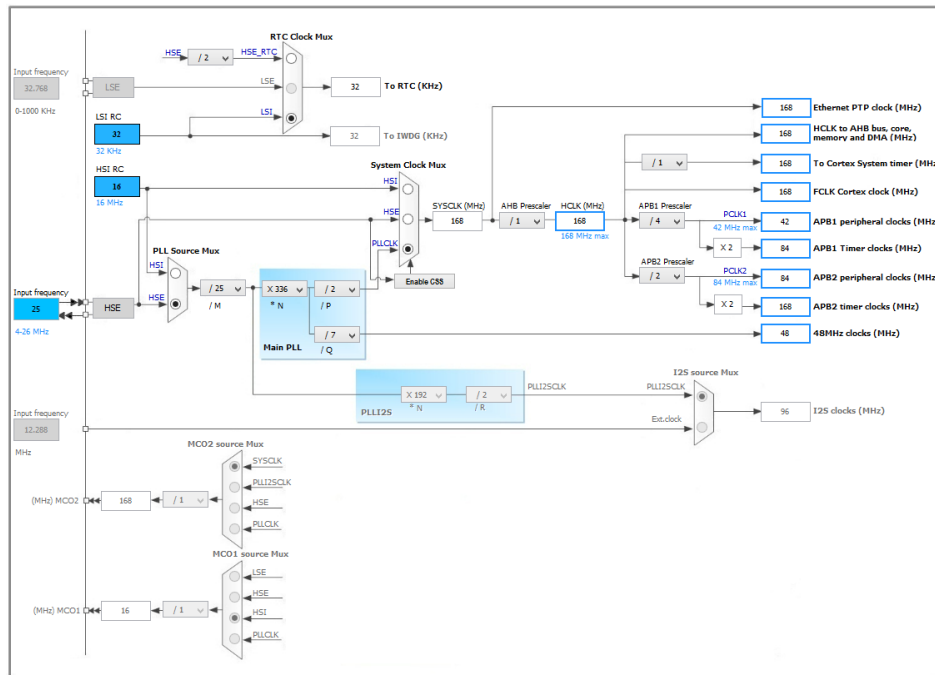 RTC Clock Mux
HSE
/ 2
HSE_RTC
Input frequency
32.768
0-1000 KHz
LSE
LSE
32
To RTC (KHz)
LSI RC
32
32 KHz
LSI
32
To IWDG (KHz)
HSI RC
16
16 MHz
System Clock Mux
HSI
HSE
PLLCLK
SYSCLK (MHz)
168
AHB Prescaler
/ 1
HCLK (MHz)
168
168 MHz max
Enable CSS
168
Ethernet PTP clock (MHz)
168
HCLK to AHB bus, core,
memory and DMA (MHz)
/ 1
168
To Cortex System timer (MHz)
168
FCLK Cortex clock (MHz)
APB1 Prescaler
/ 4
PCLK1
42 MHz max
42
APB1 peripheral clocks (MHz)
X 2
84
APB1 Timer clocks (MHz)
APB2 Prescaler
/ 2
PCLK2
84 MHz max
84
APB2 peripheral clocks (MHz)
X 2
168
APB2 timer clocks (MHz)
48
48MHz clocks (MHz)
PLL Source Mux
HSI
HSE
Input frequency
25
4-26 MHz
HSE
/ 25
/ M
X 336
* N
/ 2
/ P
/ 7
/ Q
Main PLL
PLLI2S
X 192
* N
/ 2
/ R
PLLI2SCLK
I2S source Mux
PLLI2SCLK
Ext.clock
96
I2S clocks (MHz)
Input frequency
12.288
MHz
MCO2 source Mux
SYSCLK
PLLI2SCLK
HSE
PLLCLK
(MHz) MCO2
168
/ 1
MCO1 source Mux
LSE
HSE
HSI
PLLCLK
(MHz) MCO1
16
/ 1